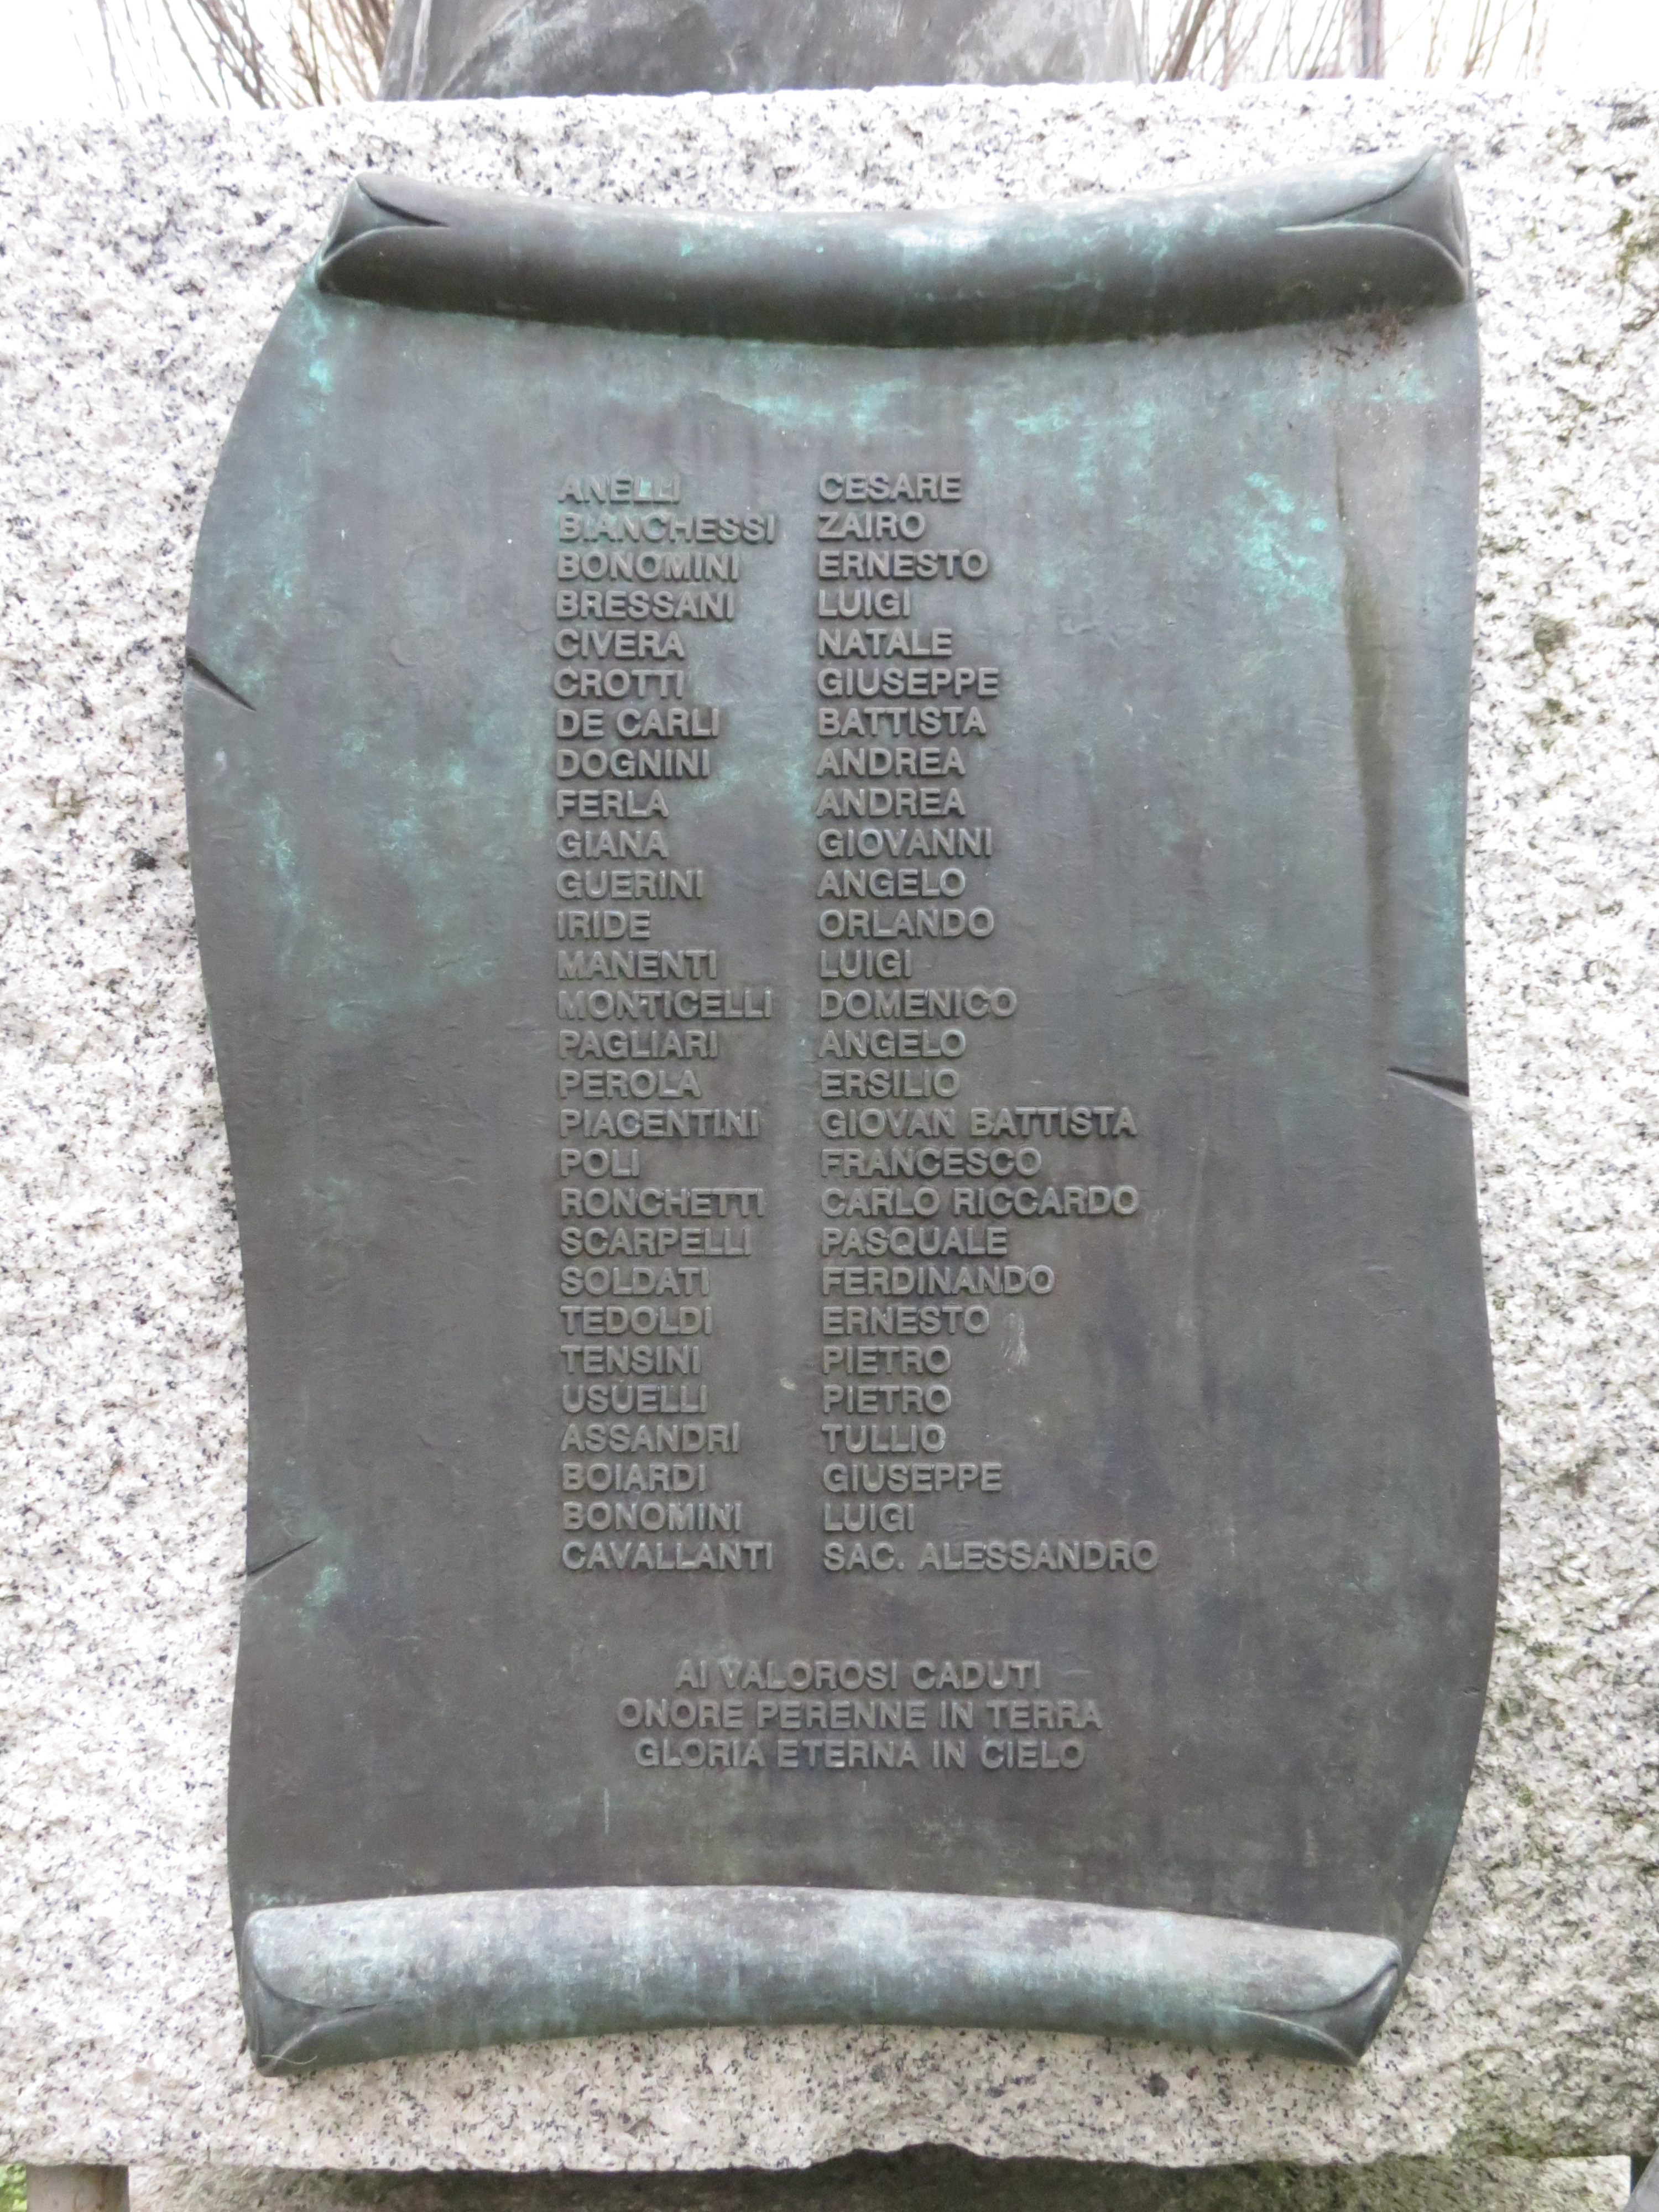 ANELLI CESARE
BIANCHESSI ZAIRO
BONOMINI ERNESTO
BRESSANI LUIGI
CIVERA NATALE
CROTTI GIUSEPPE
DE CARLI BATTISTA
DOGNINI ANDREA
FERLA ANDREA
GIANA GIOVANNI
GUERINI ANGELO
IRIDE ORLANDO
MANENTI LUIGI
MONTICELLI DOMENICO
PAGLIARI ANGELO
PEROLA ERSILIO
PIACENTINI GIOVAN BATTISTA
POLI FRANCESCO
RONCHETTI CARLO RICCARDO
SCARPELLI PASQUALE
SOLDATI FERDINANDO
TEDOLDI ERNESTO
TENSINI PIETRO
USUELLI PIETRO
ASSANDRI TULLIO
BOIARDI GIUSEPPE
BONOMINI LUIGI
CAVALLANTI SAC. ALESSANDRO
AI VALOROSI CADUTI
ONORE PERENNE IN TERRA
GLORIA ETERNA IN CIELO